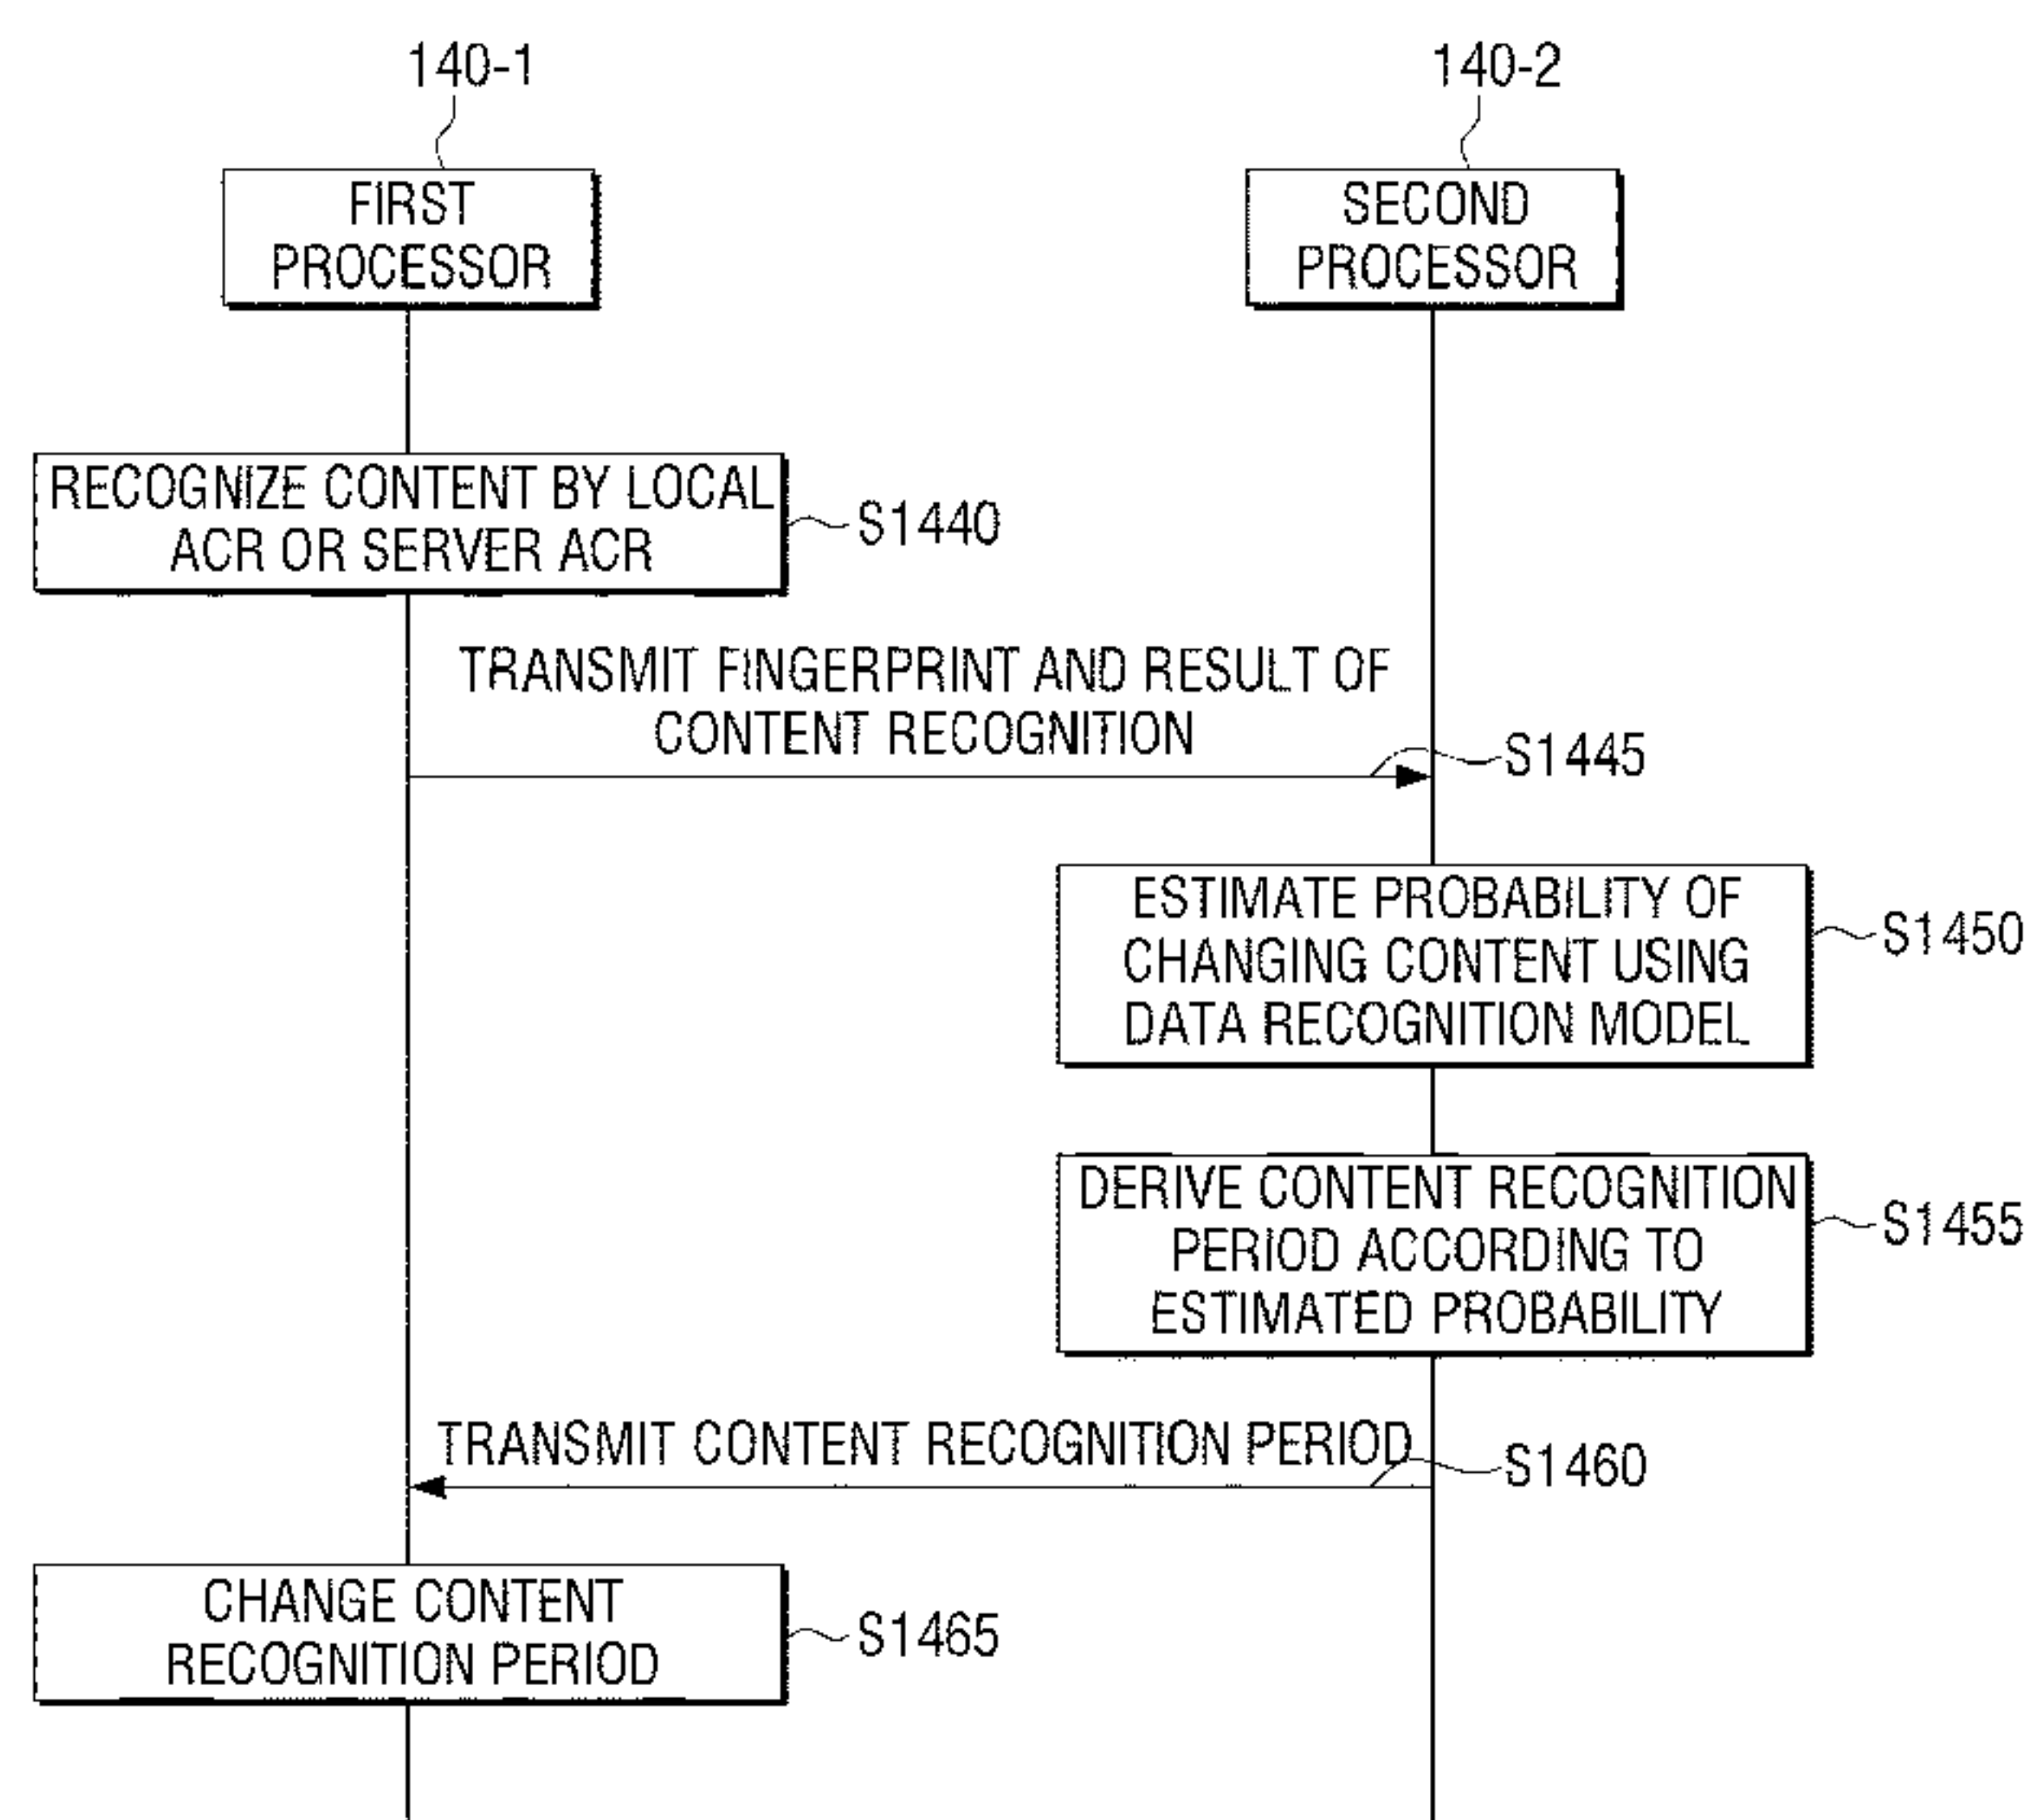 140-1
140-2
FIRST
PROCESSOR
SECOND
PROCESSOR
RECOGNIZE CONTENT BY LOCAL
ACR OR SERVER ACR
S1440
TRANSMIT FINGERPRINT AND RESULT OF
CONTENT RECOGNITION
S1445
ESTIMATE PROBABILITY OF
CHANGING CONTENT USING
DATA RECOGNITION MODEL
S1450
DERIVE CONTENT RECOGNITION
PERIOD ACCORDING TO
ESTIMATED PROBABILITY
S1455
TRANSMIT CONTENT RECOGNITION PERIOD
S1460
CHANGE CONTENT
RECOGNITION PERIOD
S1465